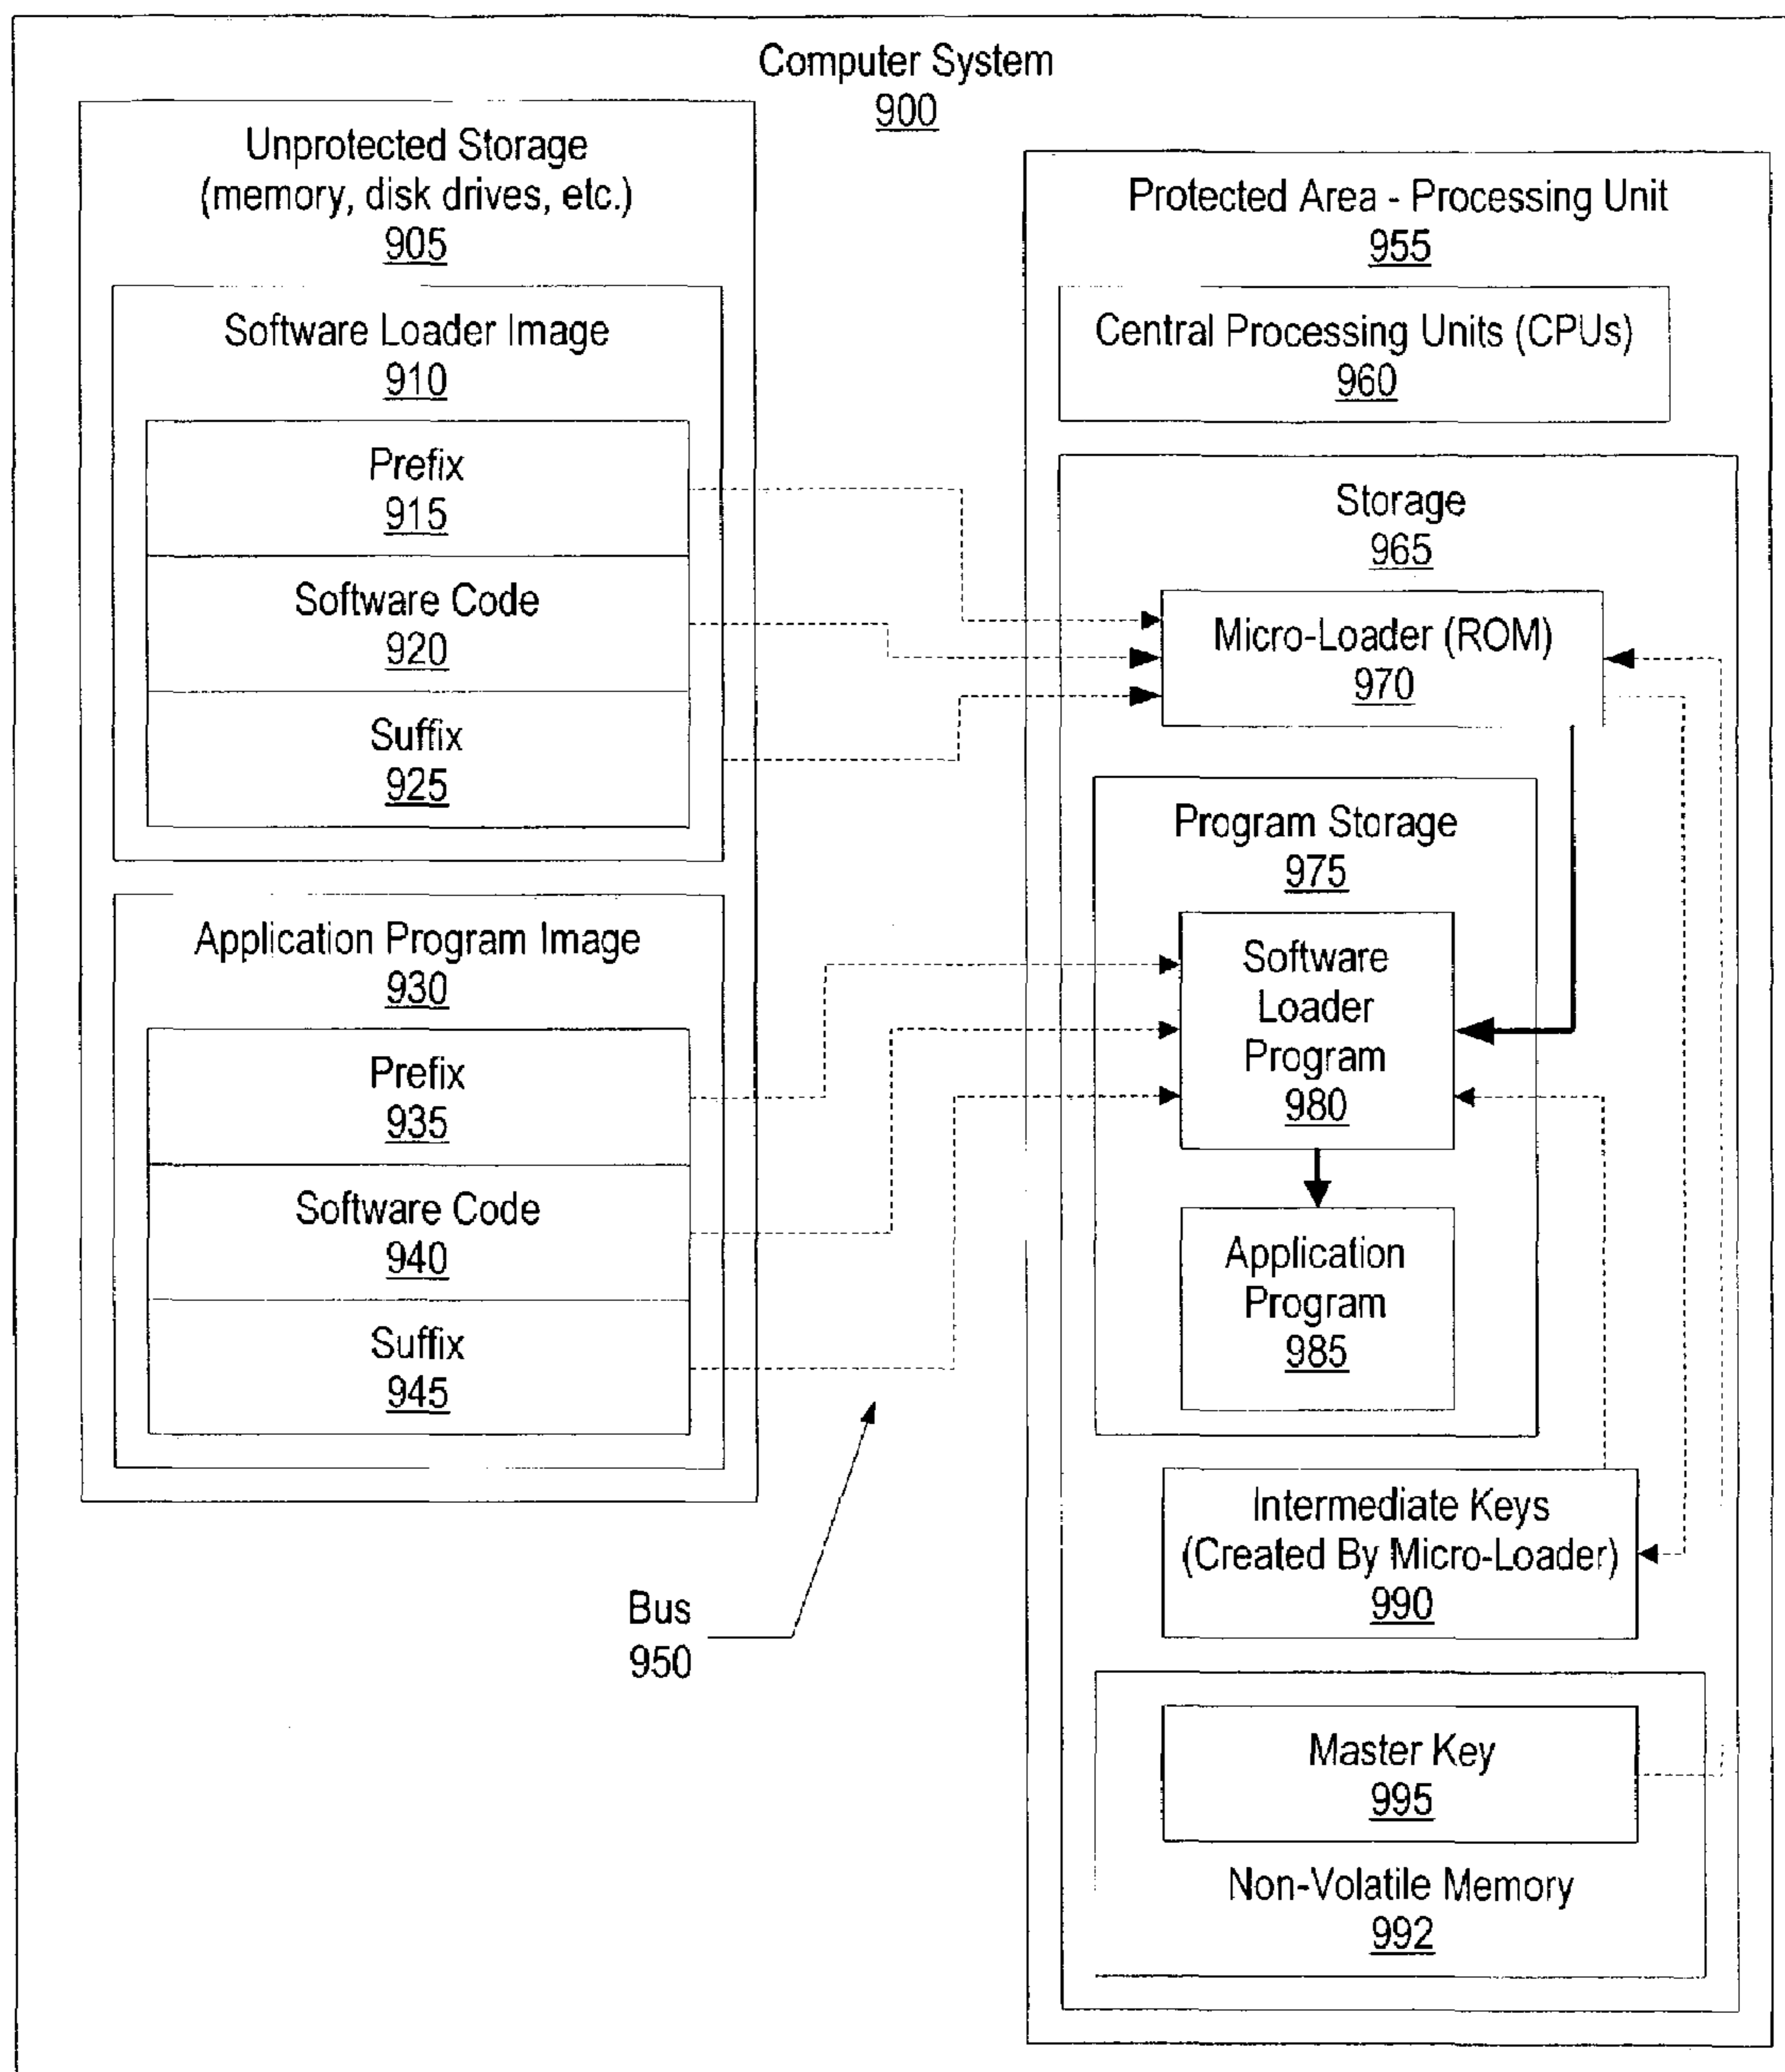 Computer System
900
Unprotected Storage
(memory, disk drives, etc.)
905
Software Loader Image
910
Prefix
915
Software Code
920
Suffix
925
Application Program Image
930
Prefix
935
Software Code
940
Suffix
945
Bus
950
Protected Area - Processing Unit
955
Central Processing Units (CPUs)
960
Storage
965
Micro-Loader (ROM)
970
Program Storage
975
Software
Loader
Program
980
Application
Program
985
Intermediate Keys
(Created By Micro-Loader)
990
Master Key
995
Non-Volatile Memory
992